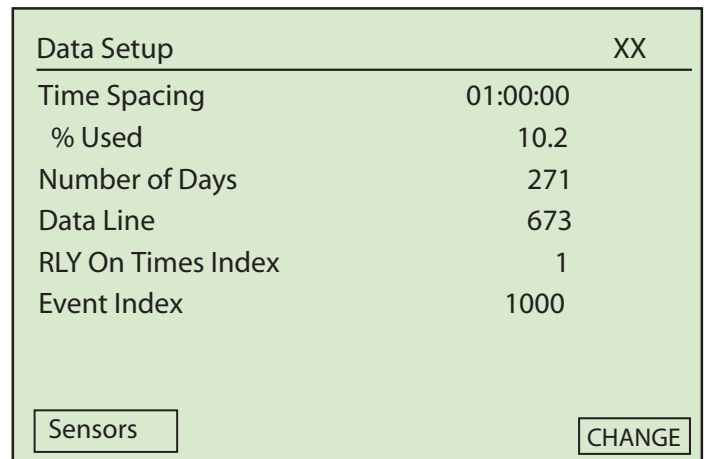 Data Setup XX
Time Spacing 01:00:00
% Used 10.2
Number of Days 271
Data Line 673
RLY On Times Index 1
Event Index 1000
Sensors CHANGE